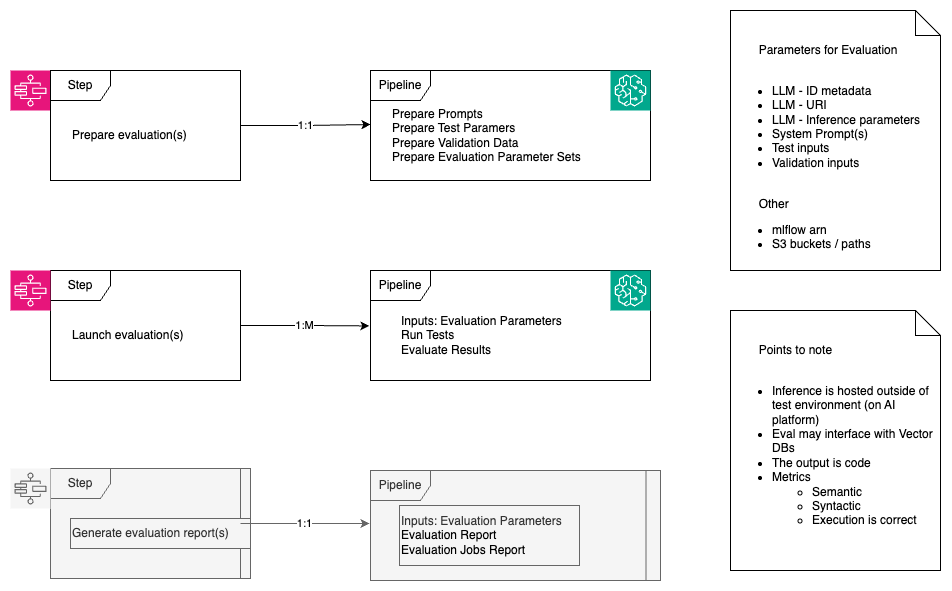 Step
Prepare evaluation(s)
1:1
Pipeline
Prepare Prompts
Prepare Test Paramers
Prepare Validation Data
Prepare Evaluation Parameter Sets
Parameters for Evaluation
LLM - ID metadata
LLM - URI
LLM - Inference parameters
System Prompt(s)
Test inputs
Validation inputs
Other
mlflow arn
S3 buckets / paths
Step
Launch evaluation(s)
1:M
Pipeline
Inputs: Evaluation Parameters
Run Tests
Evaluate Results
Points to note
Inference is hosted outside of
test environment (on AI
platform)
Eval may interface with Vector
DBs
The output is code
Metrics
Semantic
Syntactic
Execution is correct
Step
Generate evaluation report(s)
1:1
Pipeline
Inputs: Evaluation Parameters
Evaluation Report
Evaluation Jobs Report